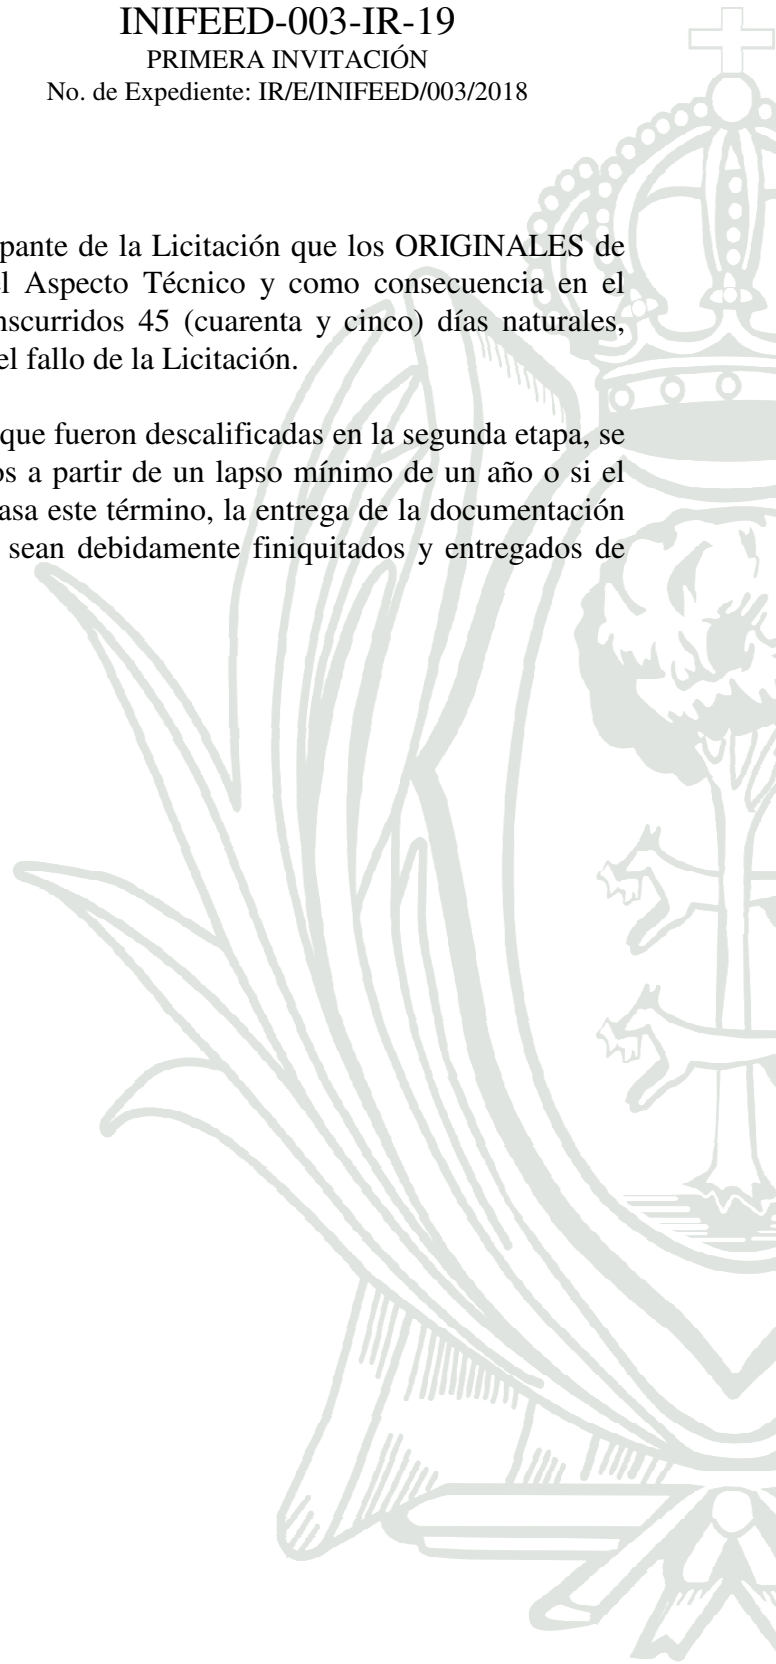 INIFEED-003-IR-19
PRIMERA INVITACIÓN
No. de Expediente: IR/E/INIFEED/003/2018
pante de la Licitación que los ORIGINALES de
l Aspecto Técnico y como consecuencia en el
nscurridos 45 (cuarenta y cinco) días naturales,
el fallo de la Licitación.
que fueron descalificadas en la segunda etapa, se
os a partir de un lapso mínimo de un año o si el
asa este término, la entrega de la documentación
sean debidamente finiquitados y entregados de